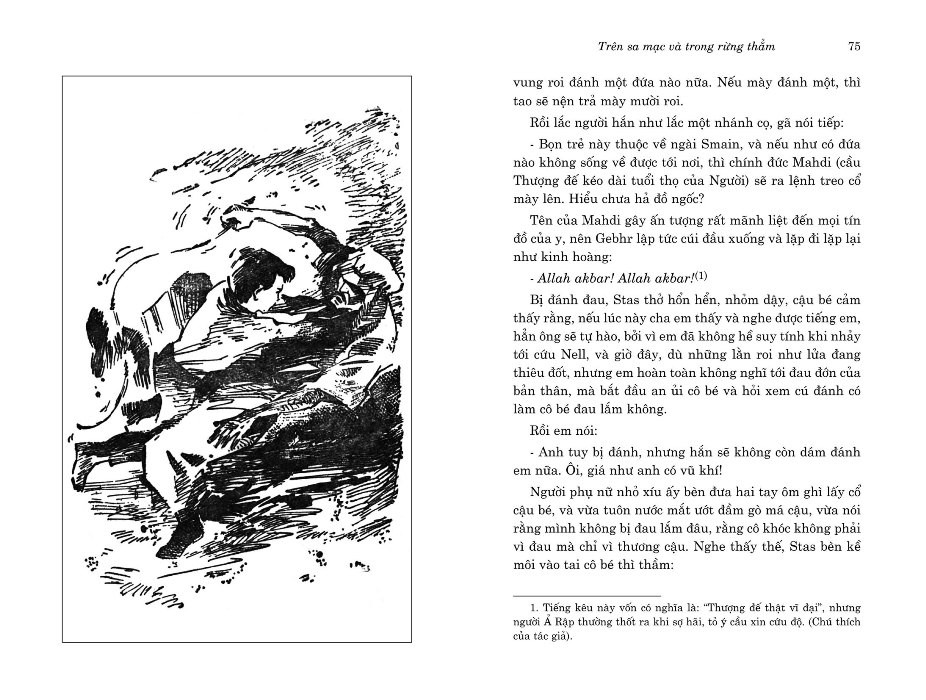 Trên sa mạc và trong rừng thẳm 75
vung roi đánh một đứa nào nữa. Nếu mày đánh một, thì
tao sẽ nện trả mày mười roi.
Rồi lắc người hắn như lắc một nhánh cọ, gã nói tiếp:
- Bọn trẻ này thuộc về ngài Smain, và nếu như có đứa
nào không sống về được tới nơi, thì chính đức Mahdi (cầu
Thượng đế kéo dài tuổi thọ của Người) sẽ ra lệnh treo cổ
mày lên. Hiểu chưa hả đồ ngốc?
Tên của Mahdi gây ấn tượng rất mãnh liệt đến mọi tín
đồ của y, nên Gebhr lập tức cúi đầu xuống và lặp đi lặp lại
như kinh hoàng:
- Allah akbar! Allah akbar!(1)
Bị đánh đau, Stas thở hổn hển, nhỏm dậy, cậu bé cảm
thấy rằng, nếu lúc này cha em thấy và nghe được tiếng em,
hẳn ông sẽ tự hào, bởi vì em đã không hề suy tính khi nhảy
tới cứu Nell, và giờ đây, dù những lằn roi như lửa đang
thiêu đốt, nhưng em hoàn toàn không nghĩ tới đau đớn của
bản thân, mà bắt đầu an ủi cô bé và hỏi xem cú đánh có
làm cô bé đau lắm không.
Rồi em nói:
- Anh tuy bị đánh, nhưng hắn sẽ không còn dám đánh
em nữa. Ôi, giá như anh có vũ khí!
Người phụ nữ nhỏ xíu ấy bèn đưa hai tay ôm ghì lấy cổ
cậu bé, và vừa tuôn nước mắt ướt đầm gò má cậu, vừa nói
rằng mình không bị đau lắm đâu, rằng cô khóc không phải
vì đau mà chỉ vì thương cậu. Nghe thấy thế, Stas bèn kề
môi vào tai cô bé thì thầm:
1. Tiếng kêu này vốn có nghĩa là: “Thượng đế thật vĩ đại”, nhưng
người Ả Rập thường thốt ra khi sợ hãi, tỏ ý cầu xin cứu độ. (Chú thích
của tác giả).